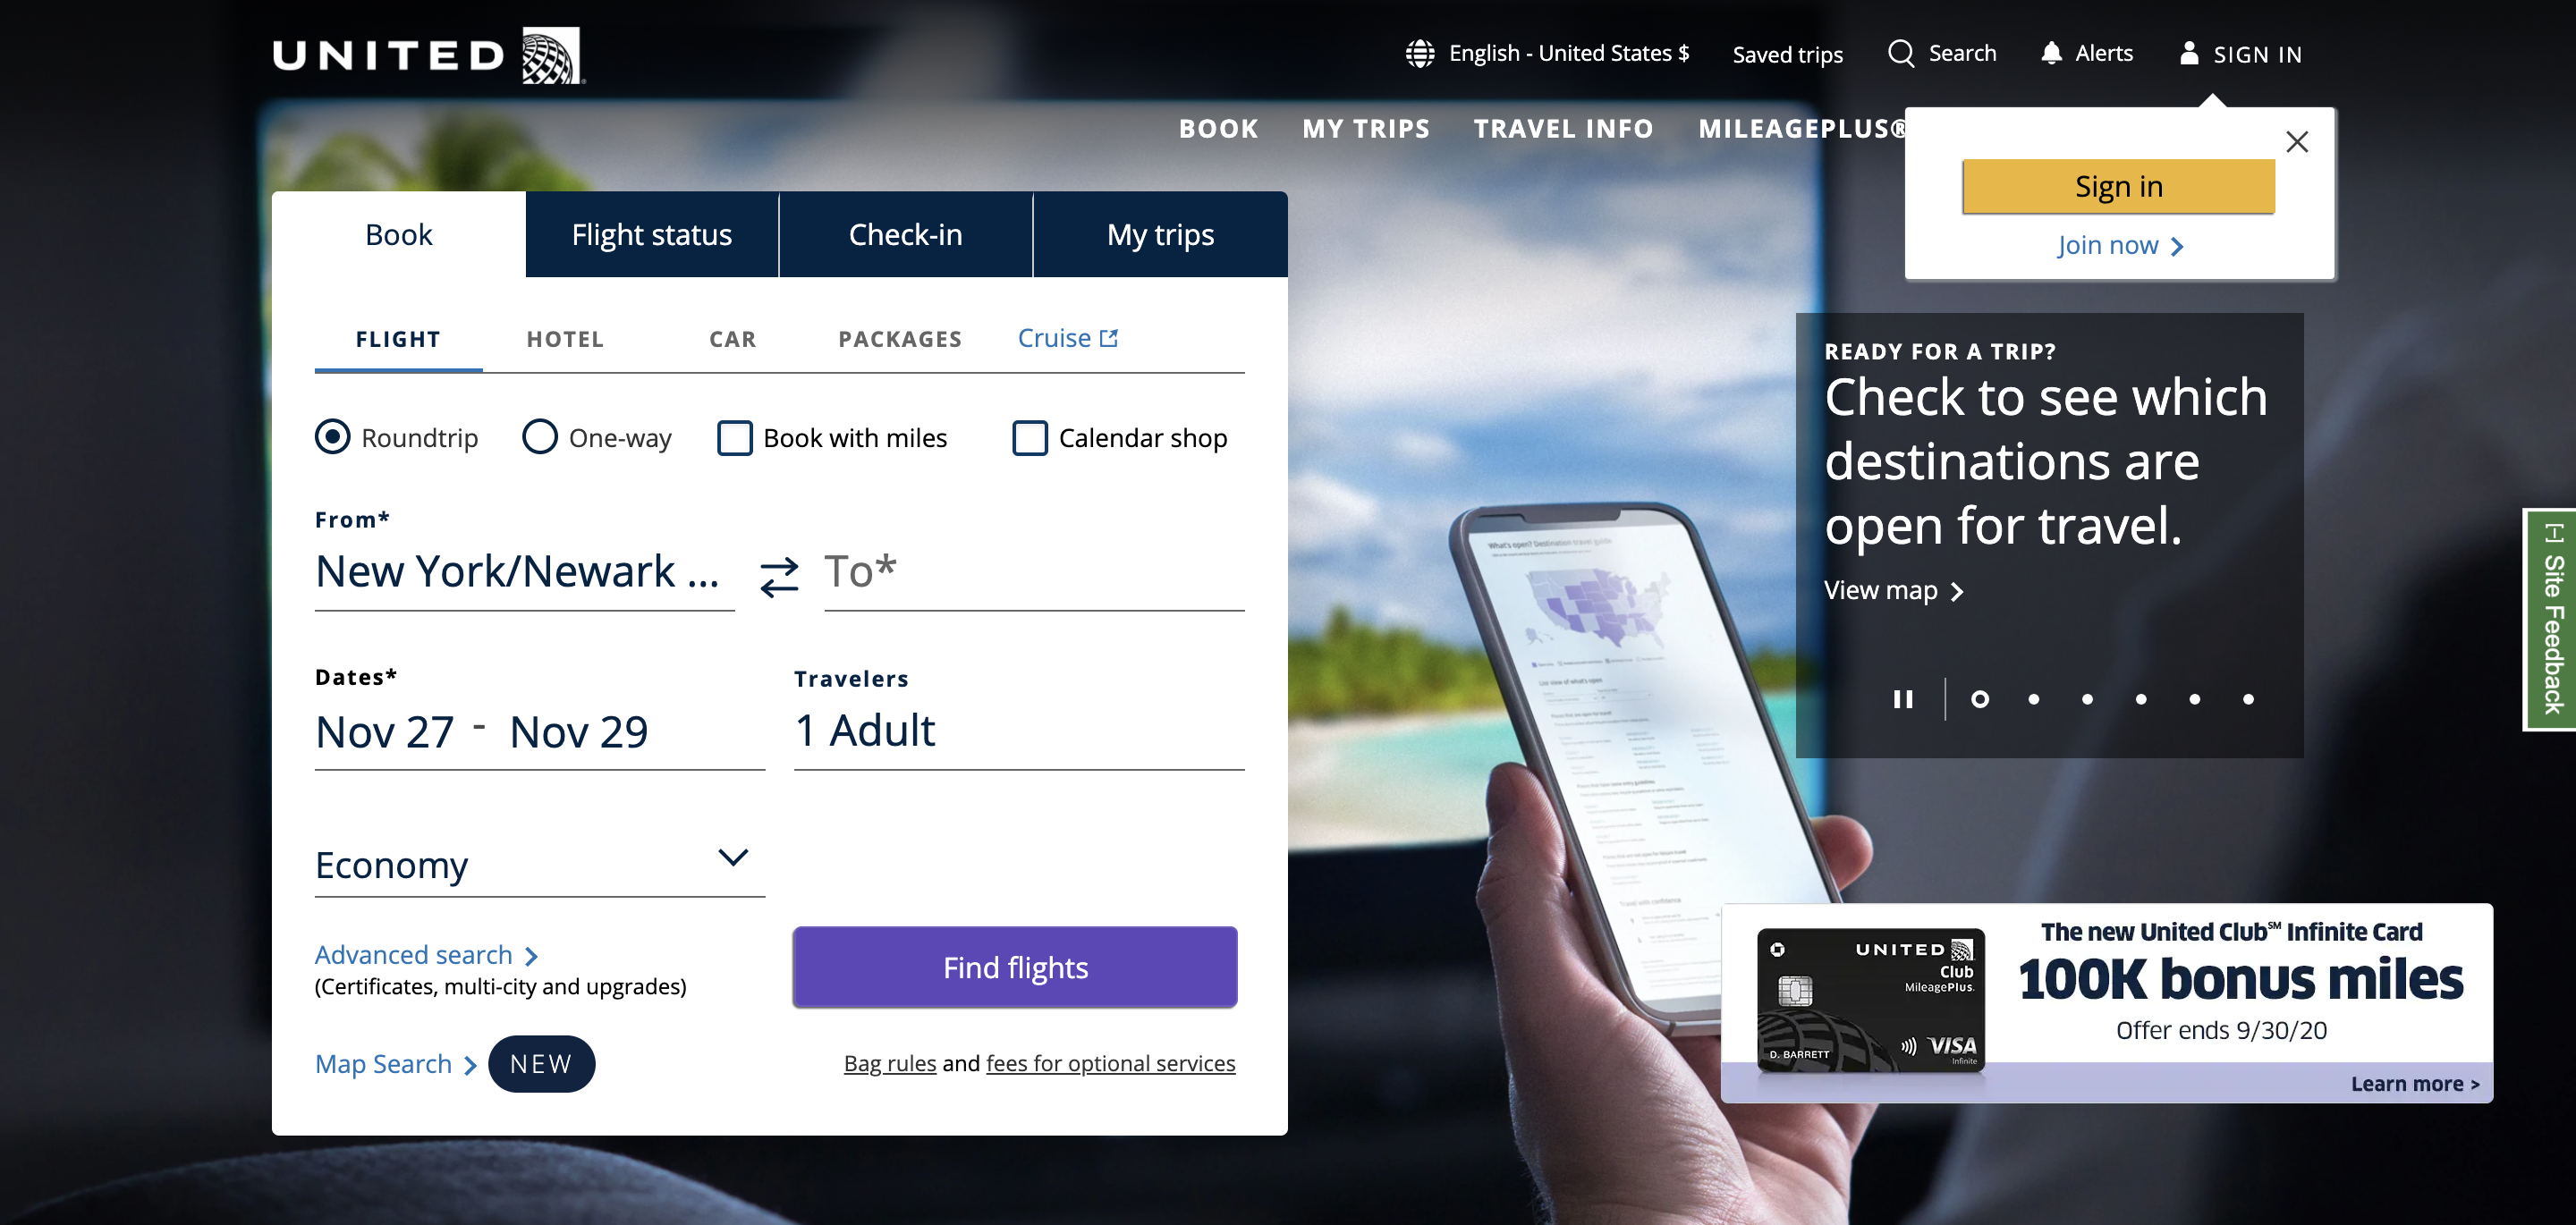 UNITED
English - United States $
Saved trips
Search
Alerts
SIGN IN
BOOK
MY TRIPS
TRAVEL INFO
MILEAGEPLUS®
Sign in
Join now
Book
Flight status
Check-in
My trips
FLIGHT
HOTEL
CAR
PACKAGES
Cruise
Roundtrip
One-way
Book with miles
Calendar shop
From*
New York/Newark ...
To*
Dates*
Nov 27 - Nov 29
Travelers
1 Adult
Economy
Advanced search
(Certificates, multi-city and upgrades)
Find flights
Map Search
NEW
Bag rules and fees for optional services
READY FOR A TRIP?
Check to see which
destinations are
open for travel.
View map
What's open? Destination travel guide
[-] Site Feedback
UNITED
Club
MileagePlus.
D. BARRETT
VISA
Infinite
The new United Club℠ Infinite Card
100K bonus miles
Offer ends 9/30/20
Learn more >